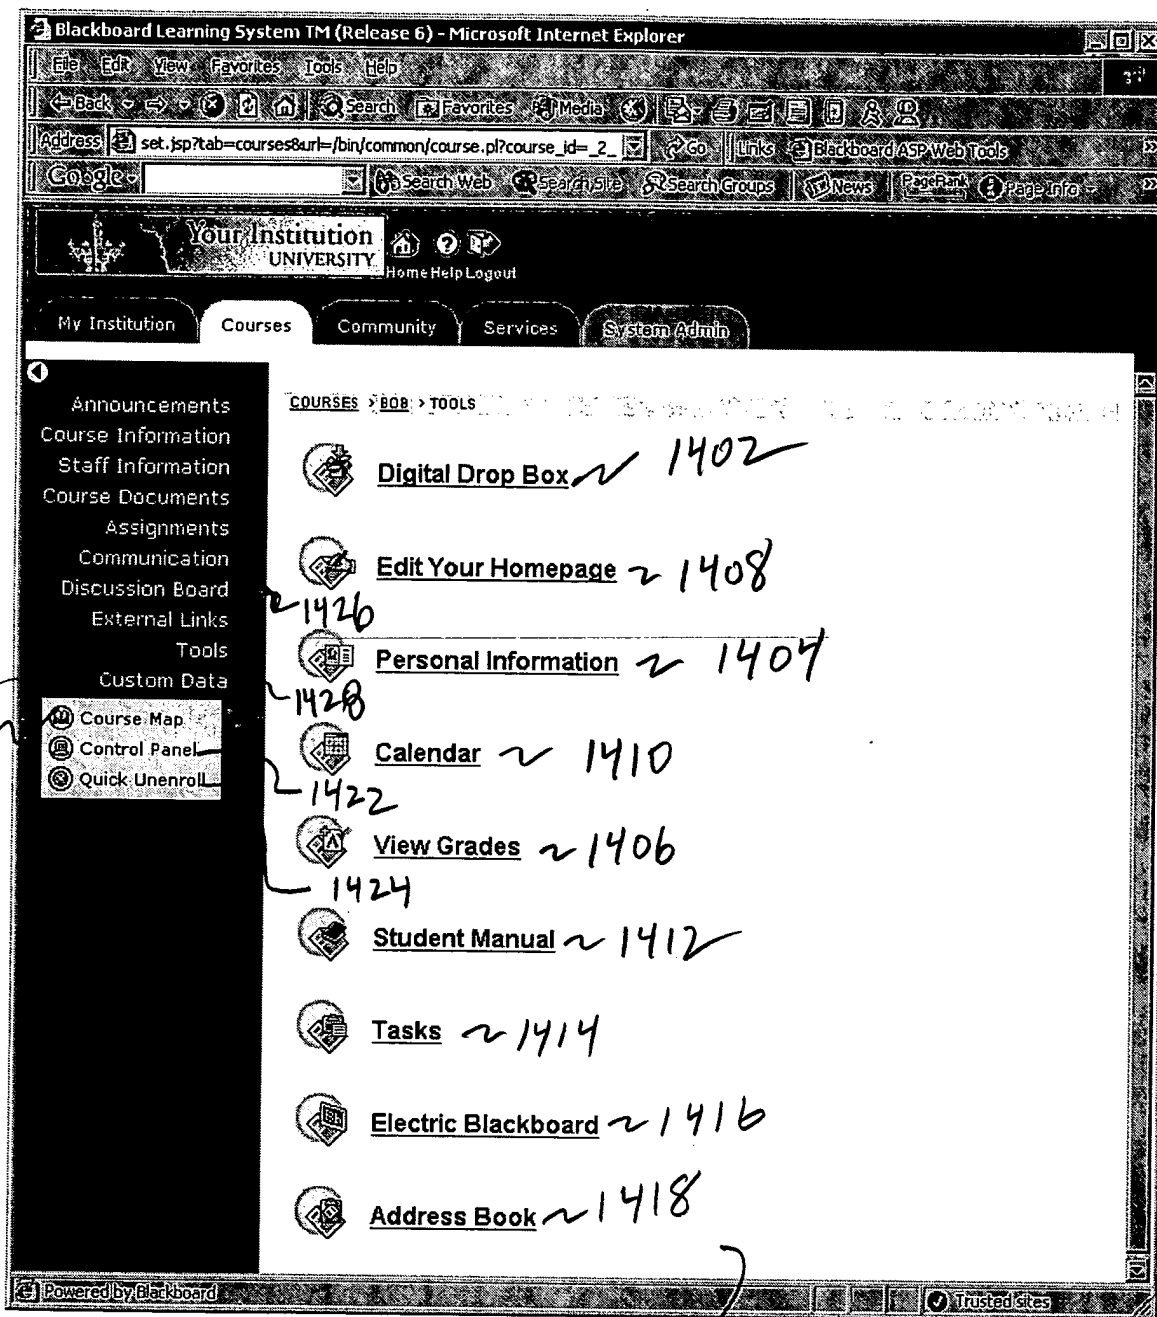 Blackboard Learning System TM (Release 6) - Microsoft Internet Explorer
File Edit View Favorites Tools Help
Back Search Favorites Media
Address set.jsp?tab=courses&url=/bin/common/course.pl?course_id=_2_ Go Links Blackboard ASP Web Tools »
Google Search Web Search Site Search Groups News PageRank Page Info »
Your Institution
UNIVERSITY
Home Help Logout
My Institution Courses Community Services System Admin
COURSES > BOB > TOOLS
Announcements
Course Information
Staff Information
Course Documents
Assignments
Communication
Discussion Board
External Links
Tools
Custom Data
Course Map
Control Panel
Quick Unenroll
Digital Drop Box 1402
Edit Your Homepage 1408
1426
Personal Information 1404
1428
Calendar 1410
1422
View Grades 1406
1424
Student Manual 1412
Tasks 1414
Electric Blackboard 1416
Address Book 1418
Powered by Blackboard Trusted sites